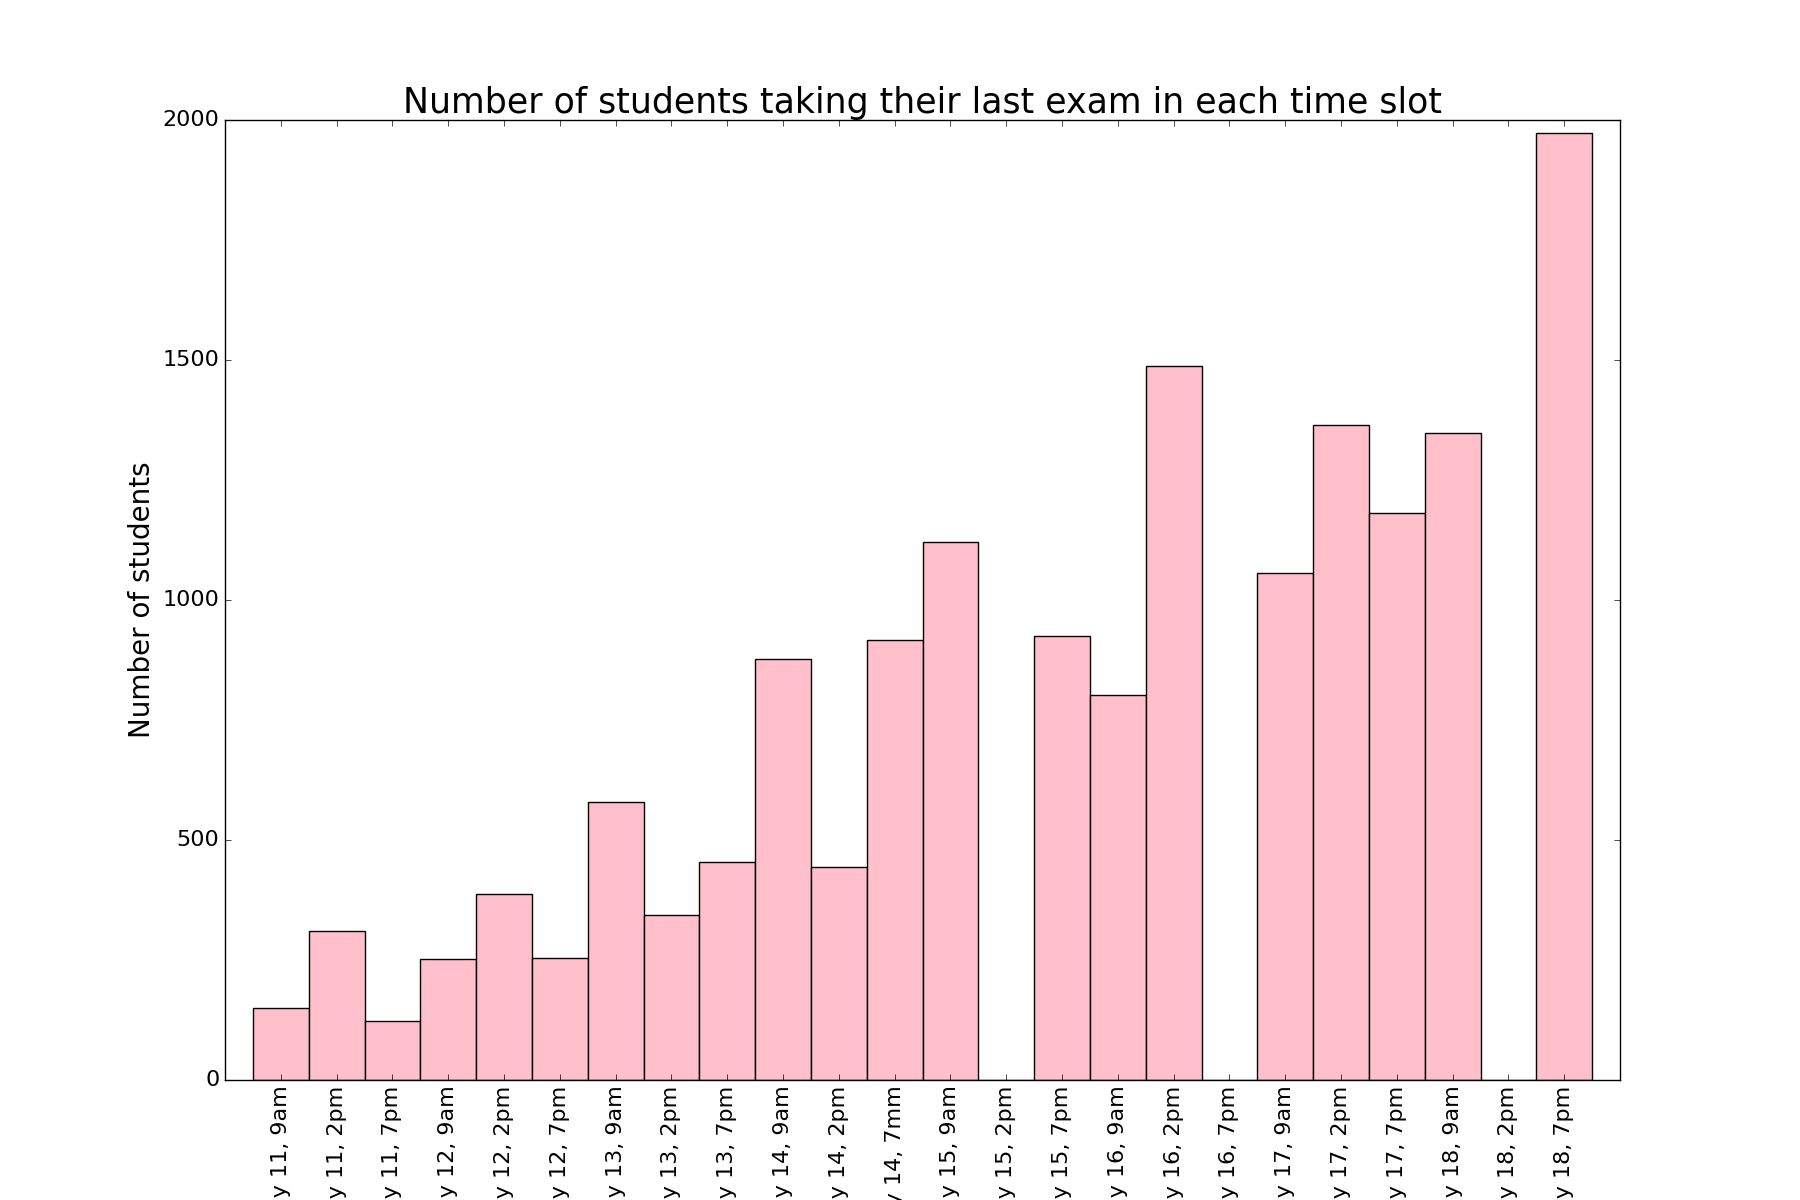 Number of students taking their last exam in each time slot
Number of students
2000
1500
1000
500
0
y 11, 9am
y 11, 2pm
y 11, 7pm
y 12, 9am
y 12, 2pm
y 12, 7pm
y 13, 9am
y 13, 2pm
y 13, 7pm
y 14, 9am
y 14, 2pm
y 14, 7mm
y 15, 9am
y 15, 2pm
y 15, 7pm
y 16, 9am
y 16, 2pm
y 16, 7pm
y 17, 9am
y 17, 2pm
y 17, 7pm
y 18, 9am
y 18, 2pm
y 18, 7pm